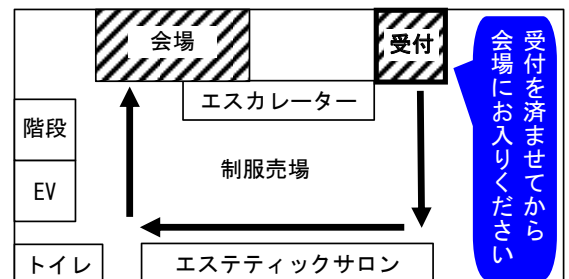 会場
受付
受付を済ませてから
会場にお入りください
エスカレーター
階段
制服売場
EV
トイレ
エステティックサロン